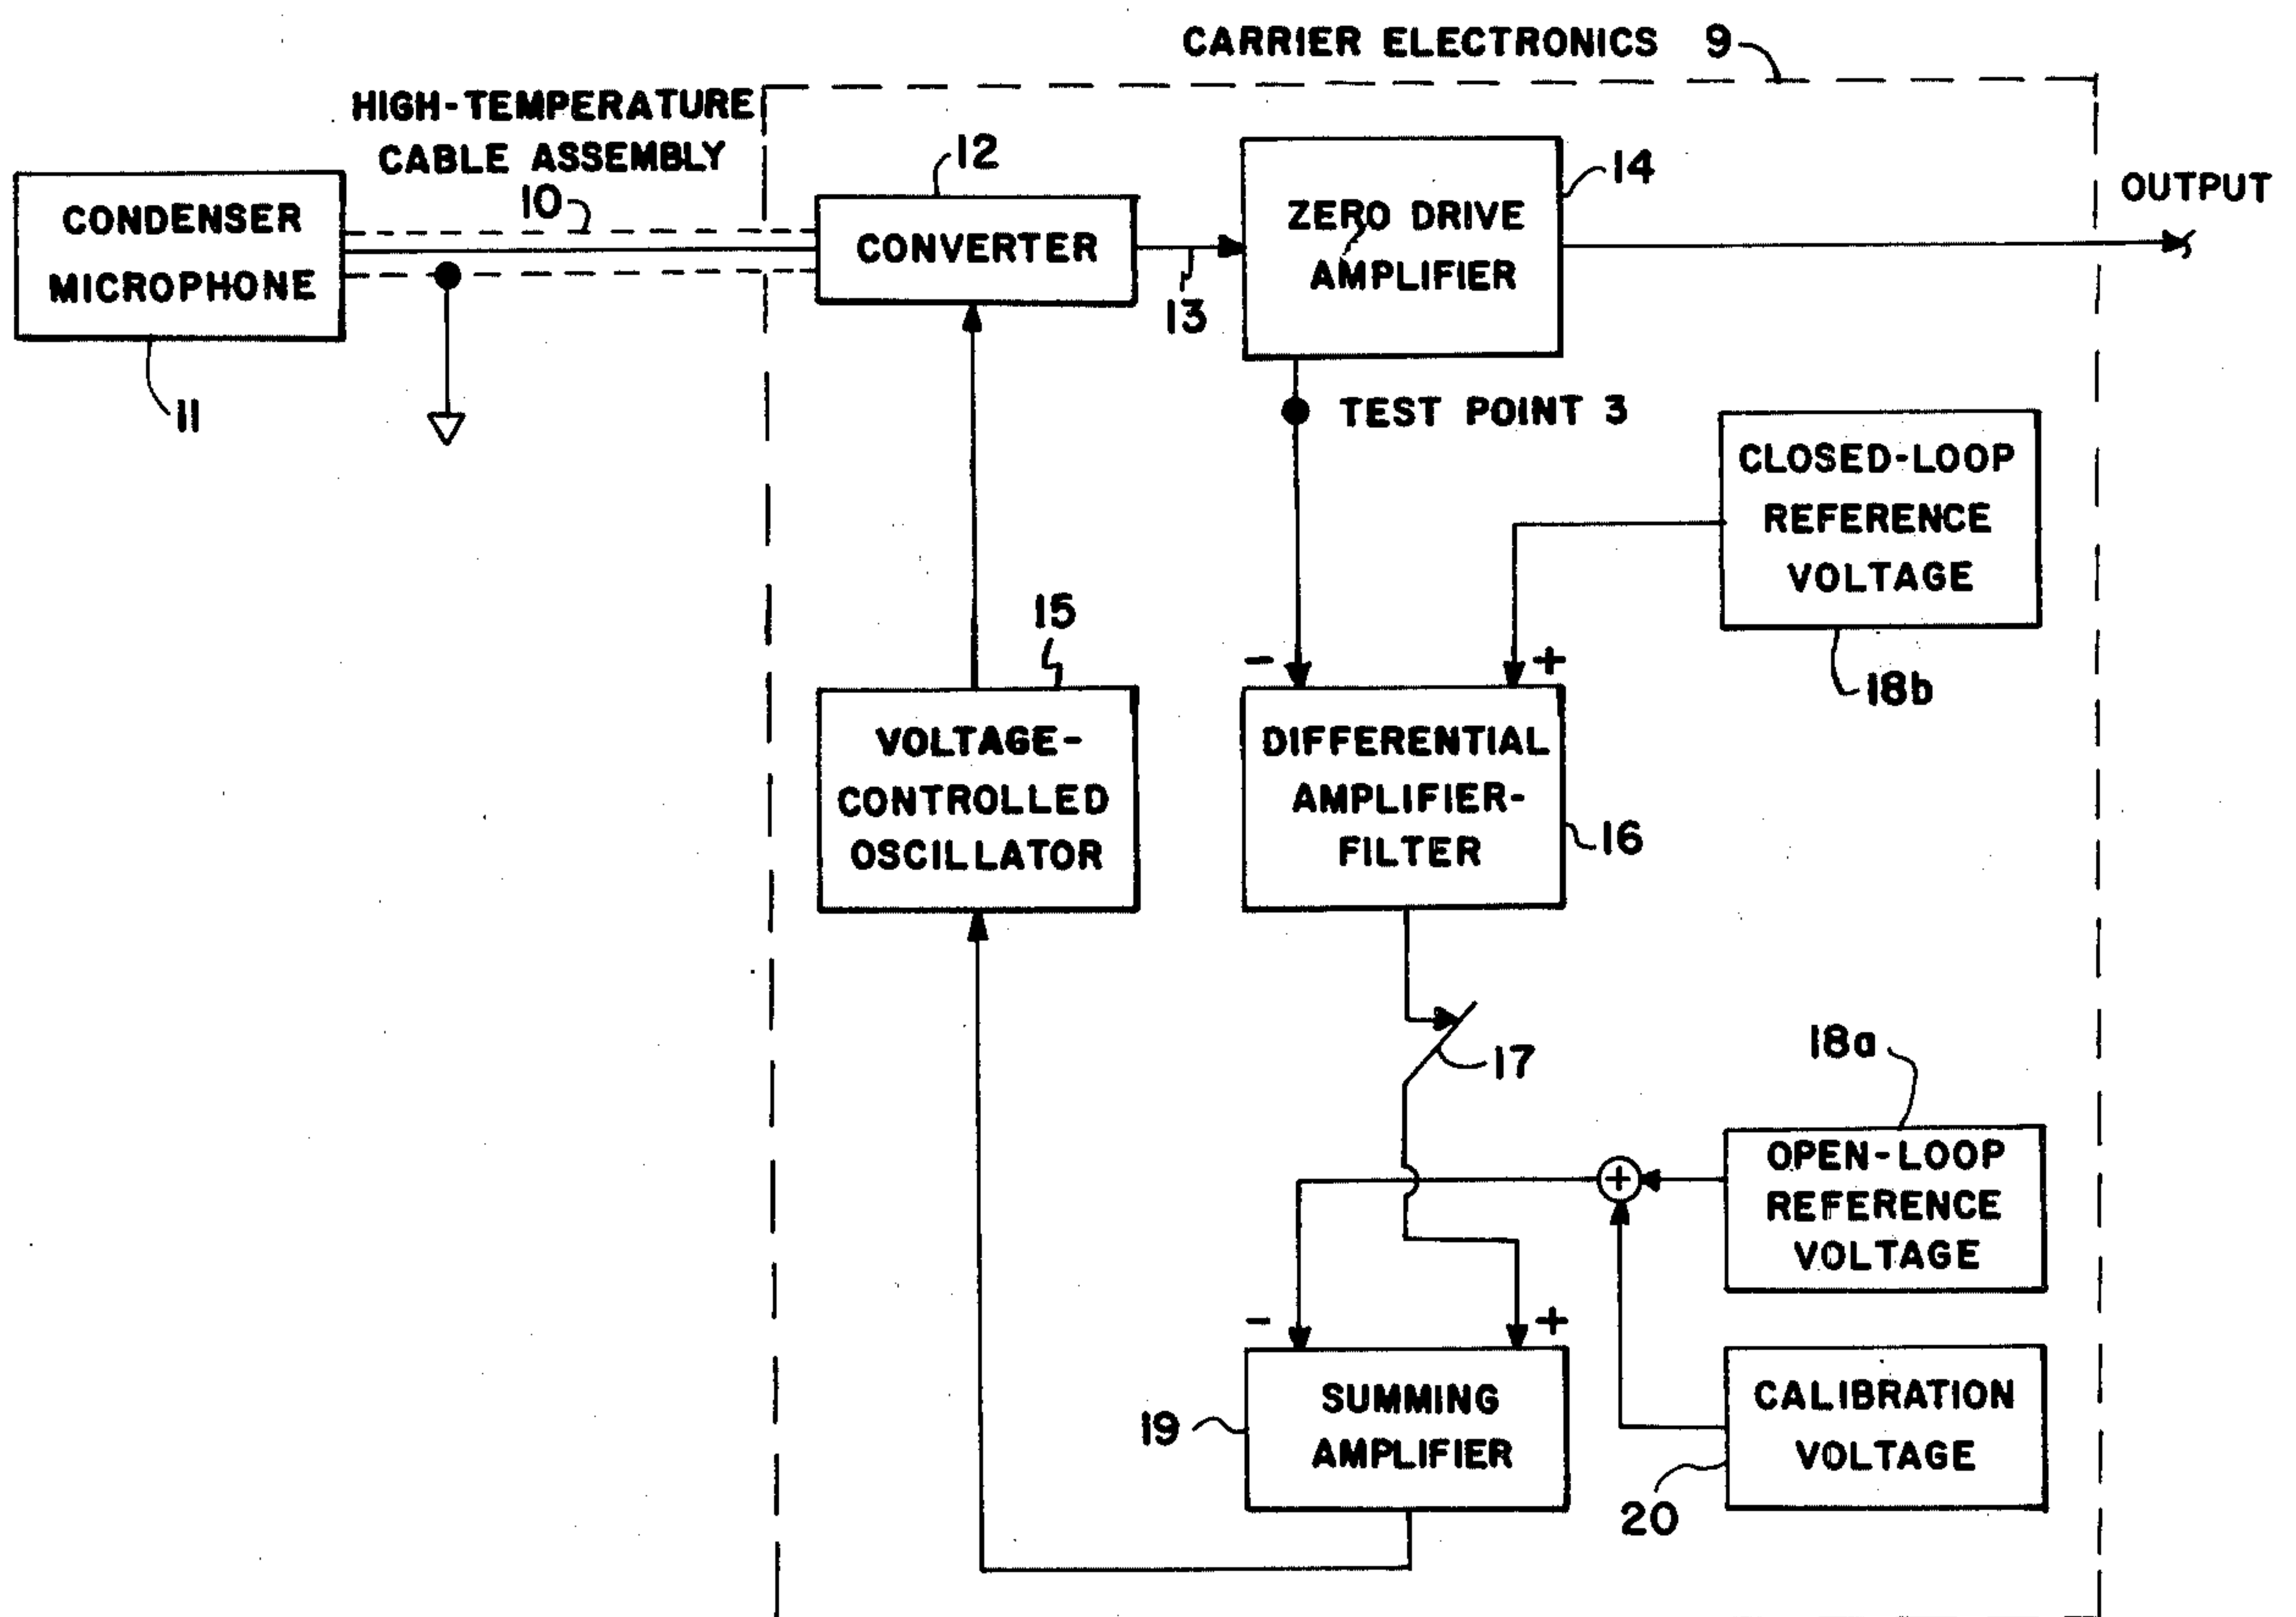 CARRIER ELECTRONICS 9
HIGH-TEMPERATURE
CABLE ASSEMBLY
10
CONDENSER
MICROPHONE
11
12
CONVERTER
13
ZERO DRIVE
AMPLIFIER
14
OUTPUT
TEST POINT 3
CLOSED-LOOP
REFERENCE
VOLTAGE
18b
15
VOLTAGE-
CONTROLLED
OSCILLATOR
- +
DIFFERENTIAL
AMPLIFIER-
FILTER
16
17
18a
OPEN-LOOP
REFERENCE
VOLTAGE
+
- +
SUMMING
AMPLIFIER
19
CALIBRATION
VOLTAGE
20